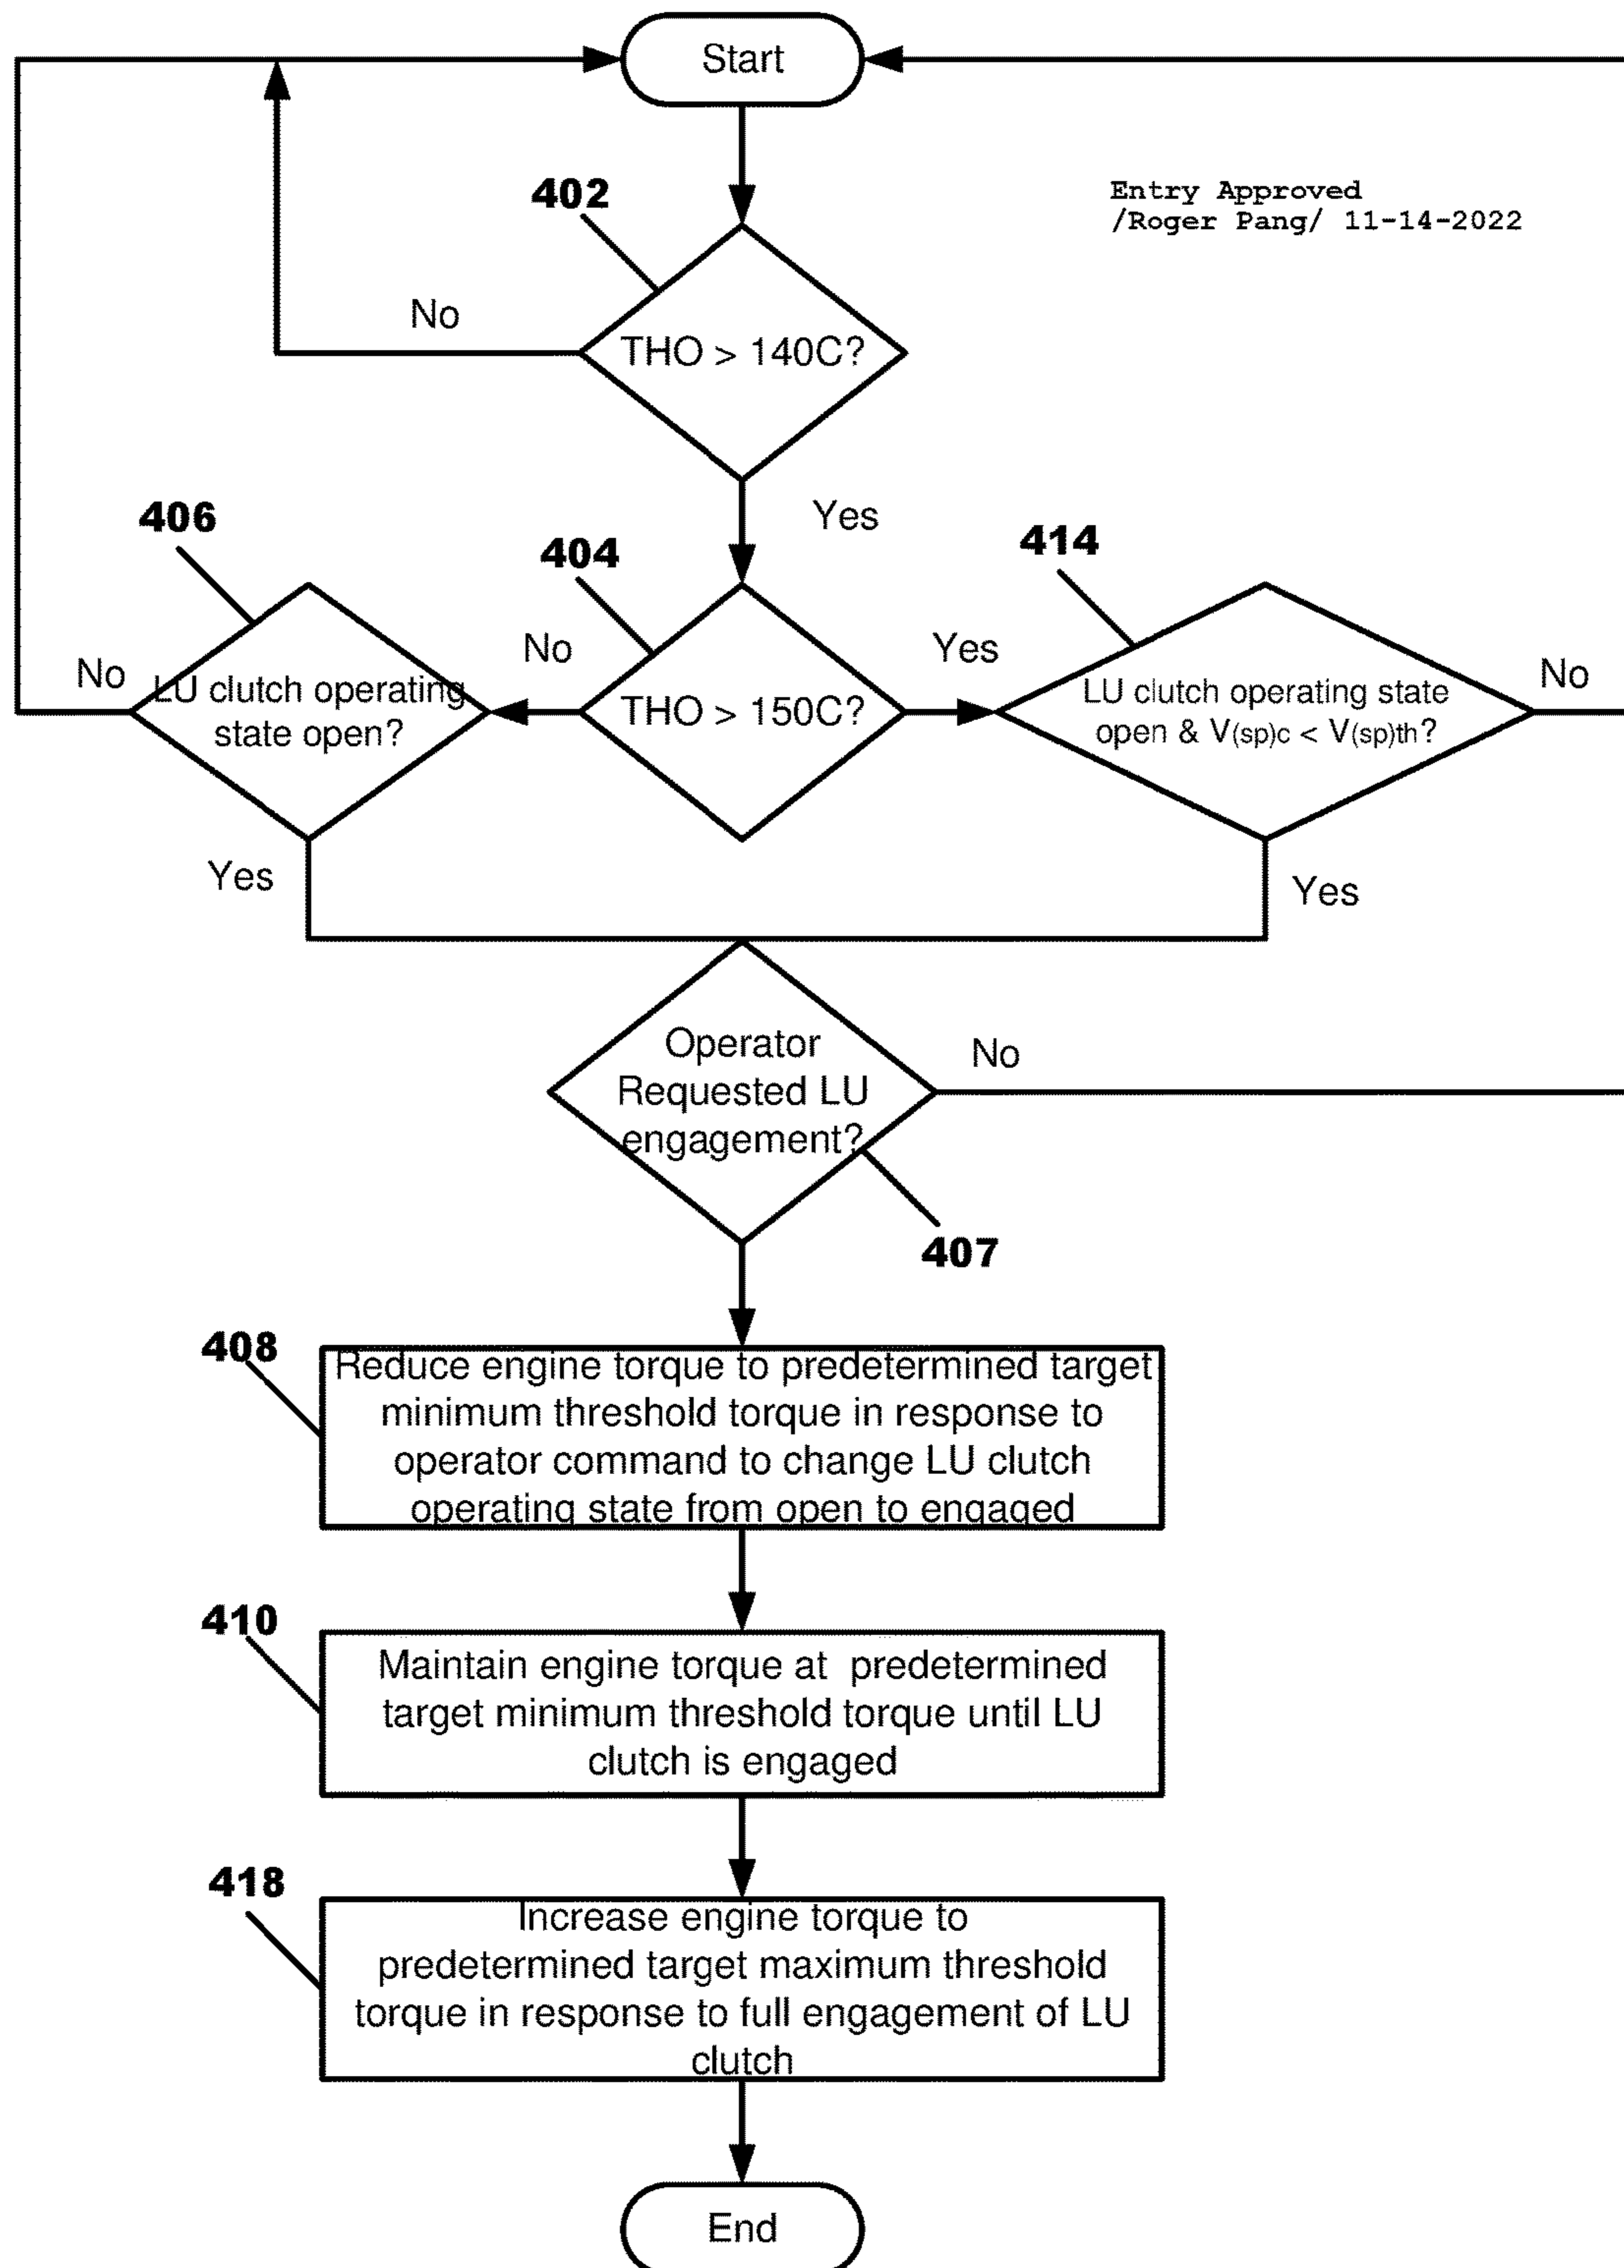 Start
Entry Approved
/Roger Pang/ 11-14-2022
402
No
THO > 140C?
Yes
406
404
414
No
LU clutch operating
state open?
No
THO > 150C?
Yes
LU clutch operating state
open & V(sp)c < V(sp)th?
No
Yes
Yes
Operator
Requested LU
engagement?
No
407
408
Reduce engine torque to predetermined target
minimum threshold torque in response to
operator command to change LU clutch
operating state from open to engaged
410
Maintain engine torque at predetermined
target minimum threshold torque until LU
clutch is engaged
418
Increase engine torque to
predetermined target maximum threshold
torque in response to full engagement of LU
clutch
End